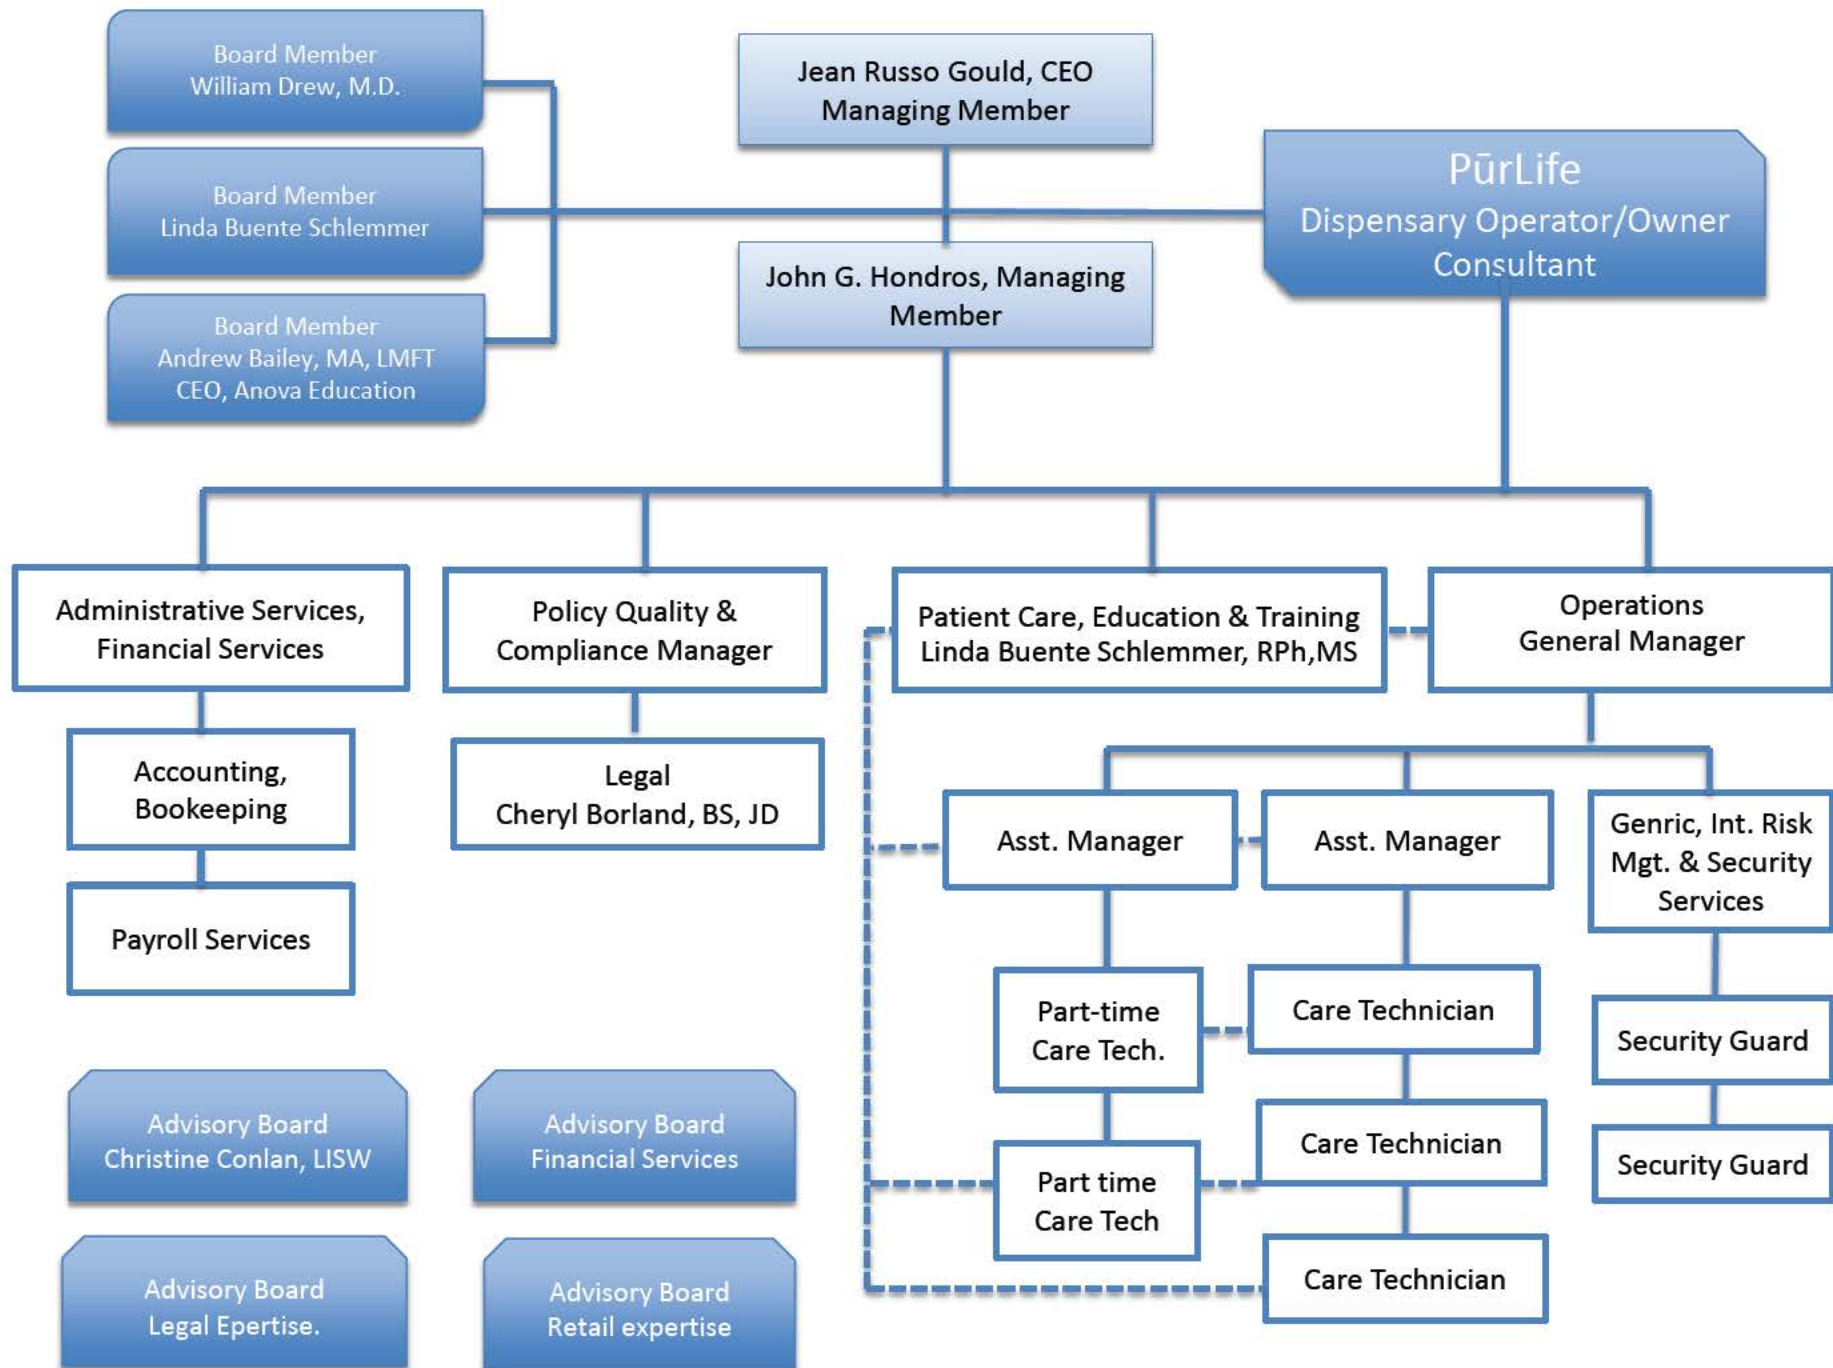 Board Member
William Drew, M.D.
Jean Russo Gould, CEO
Managing Member
PūrLife
Dispensary Operator/Owner
Consultant
Board Member
Linda Buente Schlemmer
John G. Hondros, Managing
Member
Board Member
Andrew Bailey, MA, LMFT
CEO, Anova Education
Administrative Services,
Financial Services
Policy Quality &
Compliance Manager
Patient Care, Education & Training
Linda Buente Schlemmer, RPh,MS
Operations
General Manager
Accounting,
Bookeeping
Legal
Cheryl Borland, BS, JD
Asst. Manager
Asst. Manager
Genric, Int. Risk
Mgt. & Security
Services
Payroll Services
Part-time
Care Tech.
Care Technician
Security Guard
Advisory Board
Christine Conlan, LISW
Advisory Board
Financial Services
Part time
Care Tech
Care Technician
Security Guard
Advisory Board
Legal Epertise.
Advisory Board
Retail expertise
Care Technician